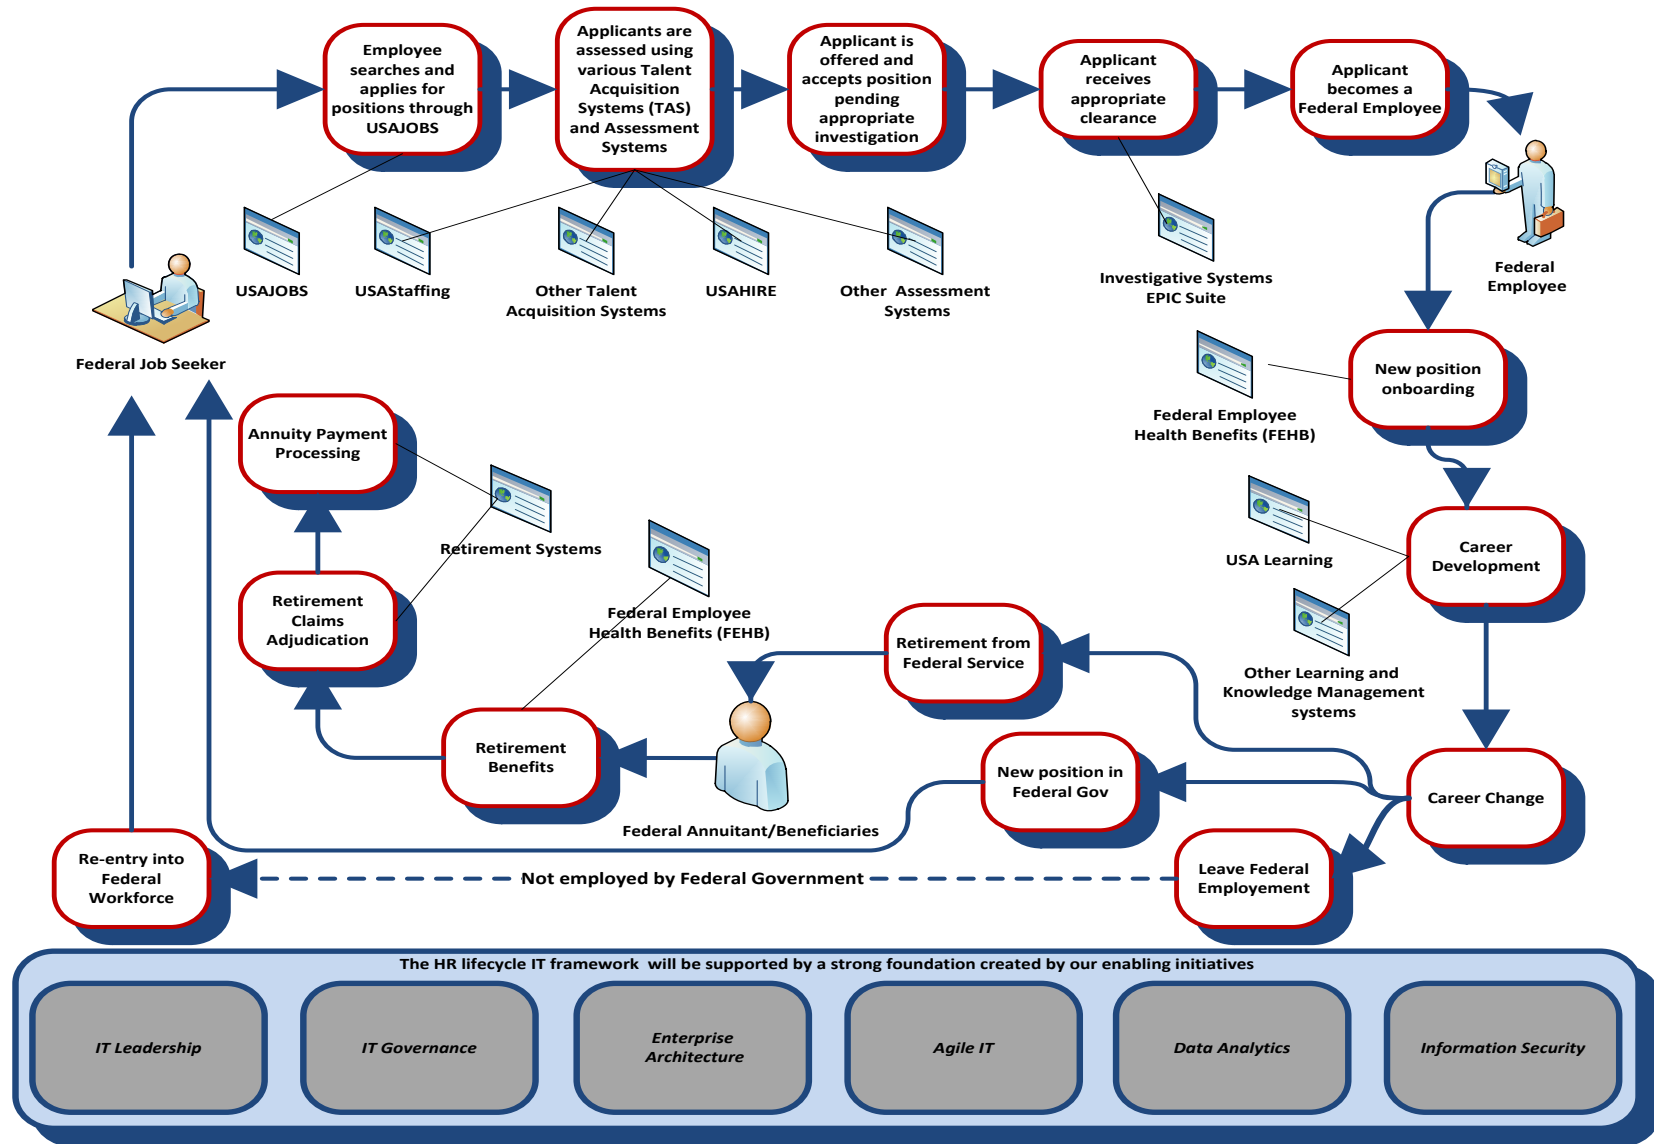 Employee
searches and
applies for
positions through
USAJOBS
Applicants are
assessed using
various Talent
Acquisition
Systems (TAS)
and Assessment
Systems
Applicant is
offered and
accepts position
pending
appropriate
investigation
Applicant
receives
appropriate
clearance
Applicant
becomes a
Federal Employee
USAJOBS
USAStaffing
Other Talent
Acquisition Systems
USAHIRE
Other Assessment
Systems
Investigative Systems
EPIC Suite
Federal
Employee
Federal Job Seeker
New position
onboarding
Federal Employee
Health Benefits (FEHB)
Annuity Payment
Processing
Retirement Systems
USA Learning
Career
Development
Retirement
Claims
Adjudication
Federal Employee
Health Benefits (FEHB)
Retirement from
Federal Service
Other Learning and
Knowledge Management
systems
Retirement
Benefits
New position in
Federal Gov
Career Change
Federal Annuitant/Beneficiaries
Re-entry into
Federal
Workforce
Not employed by Federal Government
Leave Federal
Employement
The HR lifecycle IT framework will be supported by a strong foundation created by our enabling initiatives
IT Leadership
IT Governance
Enterprise
Architecture
Agile IT
Data Analytics
Information Security